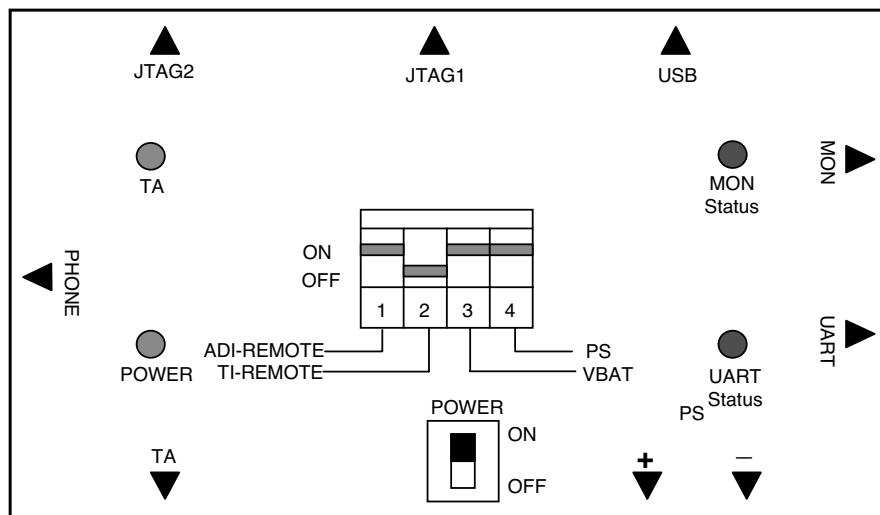 JTAG2
JTAG1
USB
TA
MON
Status
MON
PHONE
ON
OFF
1 2 3 4
ADI-REMOTE
TI-REMOTE
PS
VBAT
POWER
UART
Status
UART
PS
POWER
ON
OFF
TA
+
−